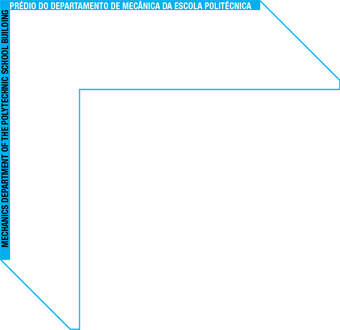 PRÉDIO DO DEPARTAMENTO DE MECÂNICA DA ESCOLA POLITÉCNICA
MECHANICS DEPARTMENT OF THE POLYTECHNIC SCHOOL BUILDING